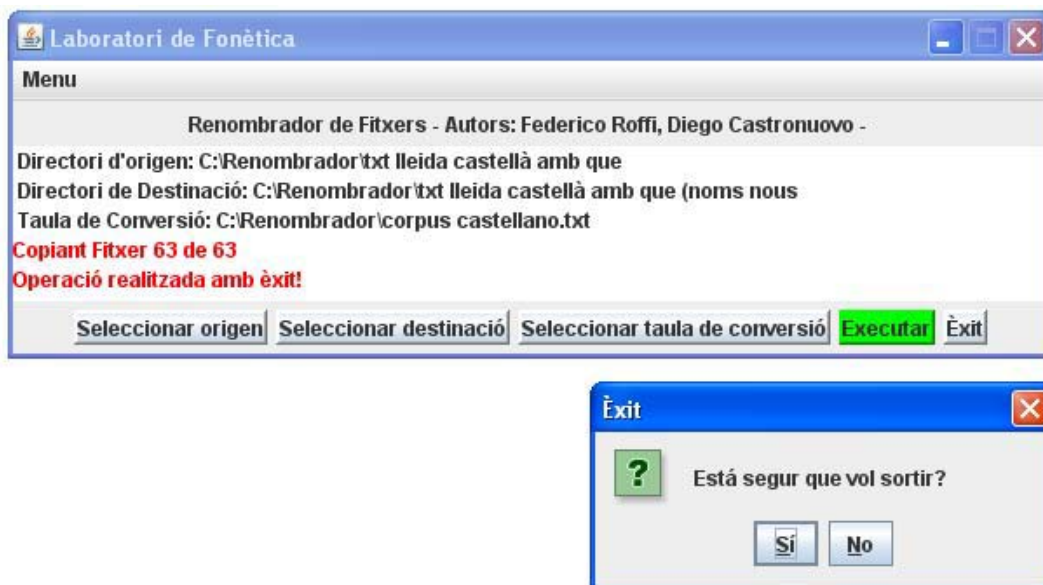 Laboratori de Fonètica
Menu
Renombrador de Fitxers - Autors: Federico Roffi, Diego Castronuovo -
Directori d'origen: C:\Renombrador\txt lleida castellà amb que
Directori de Destinació: C:\Renombrador\txt lleida castellà amb que (noms nous
Taula de Conversió: C:\Renombrador\corpus castellano.txt
Copiant Fitxer 63 de 63
Operació realitzada amb èxit!
Seleccionar origen Seleccionar destinació Seleccionar taula de conversió Executar Èxit
Èxit
Está segur que vol sortir?
Sí No